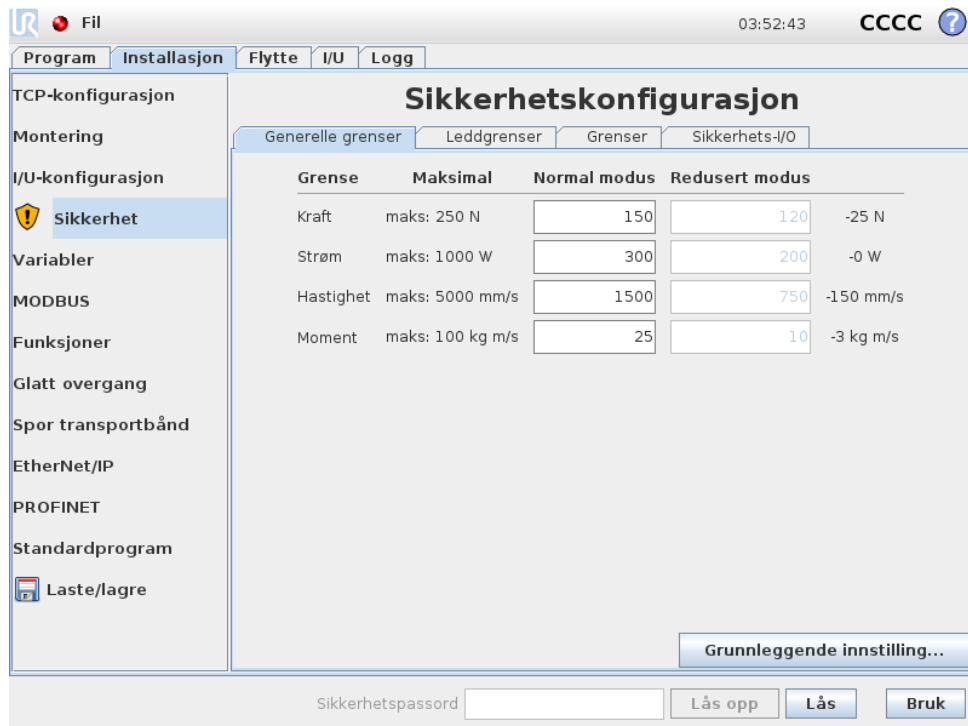 UR Fil 03:52:43 CCCC ?
Program Installasjon Flytte I/U Logg
TCP-konfigurasjon
Montering
I/U-konfigurasjon
Sikkerhet
Variabler
MODBUS
Funksjoner
Glatt overgang
Spor transportbånd
EtherNet/IP
PROFINET
Standardprogram
Laste/lagre
Sikkerhetskonfigurasjon
Generelle grenser Leddgrenser Grenser Sikkerhets-I/O
Grense Maksimal Normal modus Redusert modus
Kraft maks: 250 N 150 120 -25 N
Strøm maks: 1000 W 300 200 -0 W
Hastighet maks: 5000 mm/s 1500 750 -150 mm/s
Moment maks: 100 kg m/s 25 10 -3 kg m/s
Grunnleggende innstilling...
Sikkerhetspassord Lås opp Lås Bruk